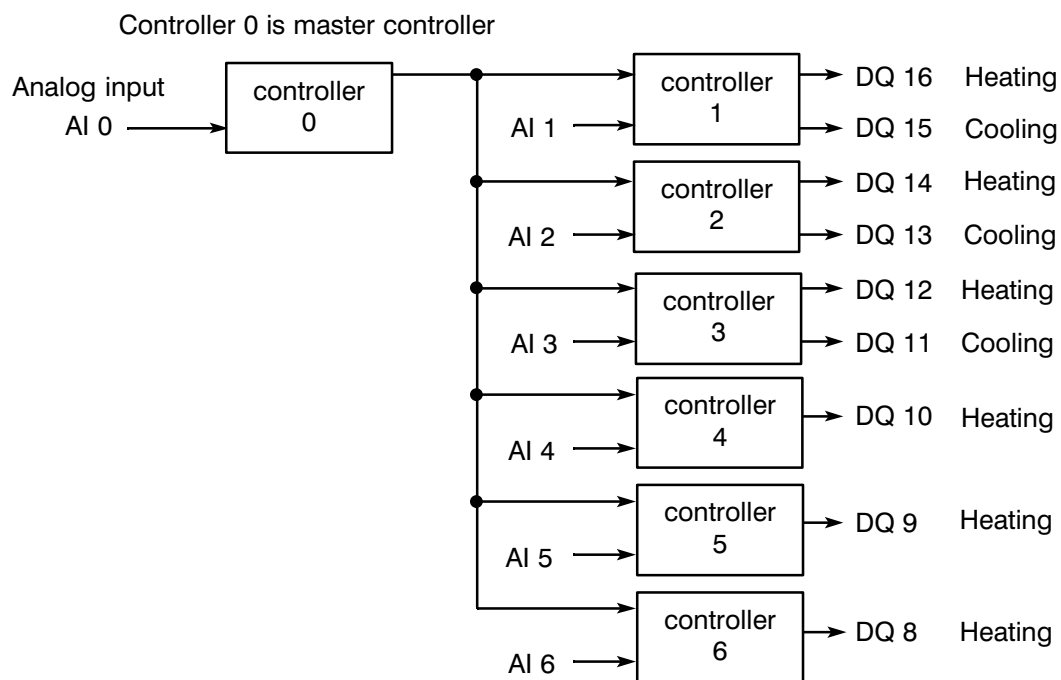 Controller 0 is master controller
Analog input
AI 0
controller
0
controller
1
AI 1
DQ 16 Heating
DQ 15 Cooling
controller
2
AI 2
DQ 14 Heating
DQ 13 Cooling
controller
3
AI 3
DQ 12 Heating
DQ 11 Cooling
controller
4
AI 4
DQ 10 Heating
controller
5
AI 5
DQ 9 Heating
controller
6
AI 6
DQ 8 Heating